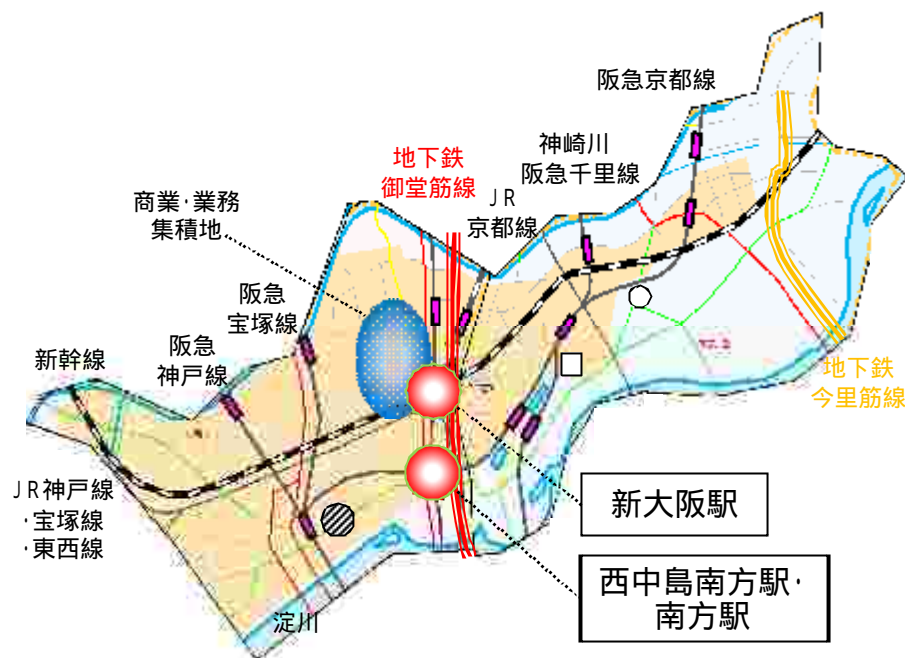 阪急京都線
神崎川
阪急千里線
地下鉄
御堂筋線
JR
京都線
商業･業務
集積地
阪急
宝塚線
新幹線
阪急
神戸線
地下鉄
今里筋線
JR神戸線
･宝塚線
･東西線
新大阪駅
西中島南方駅･
南方駅
淀川